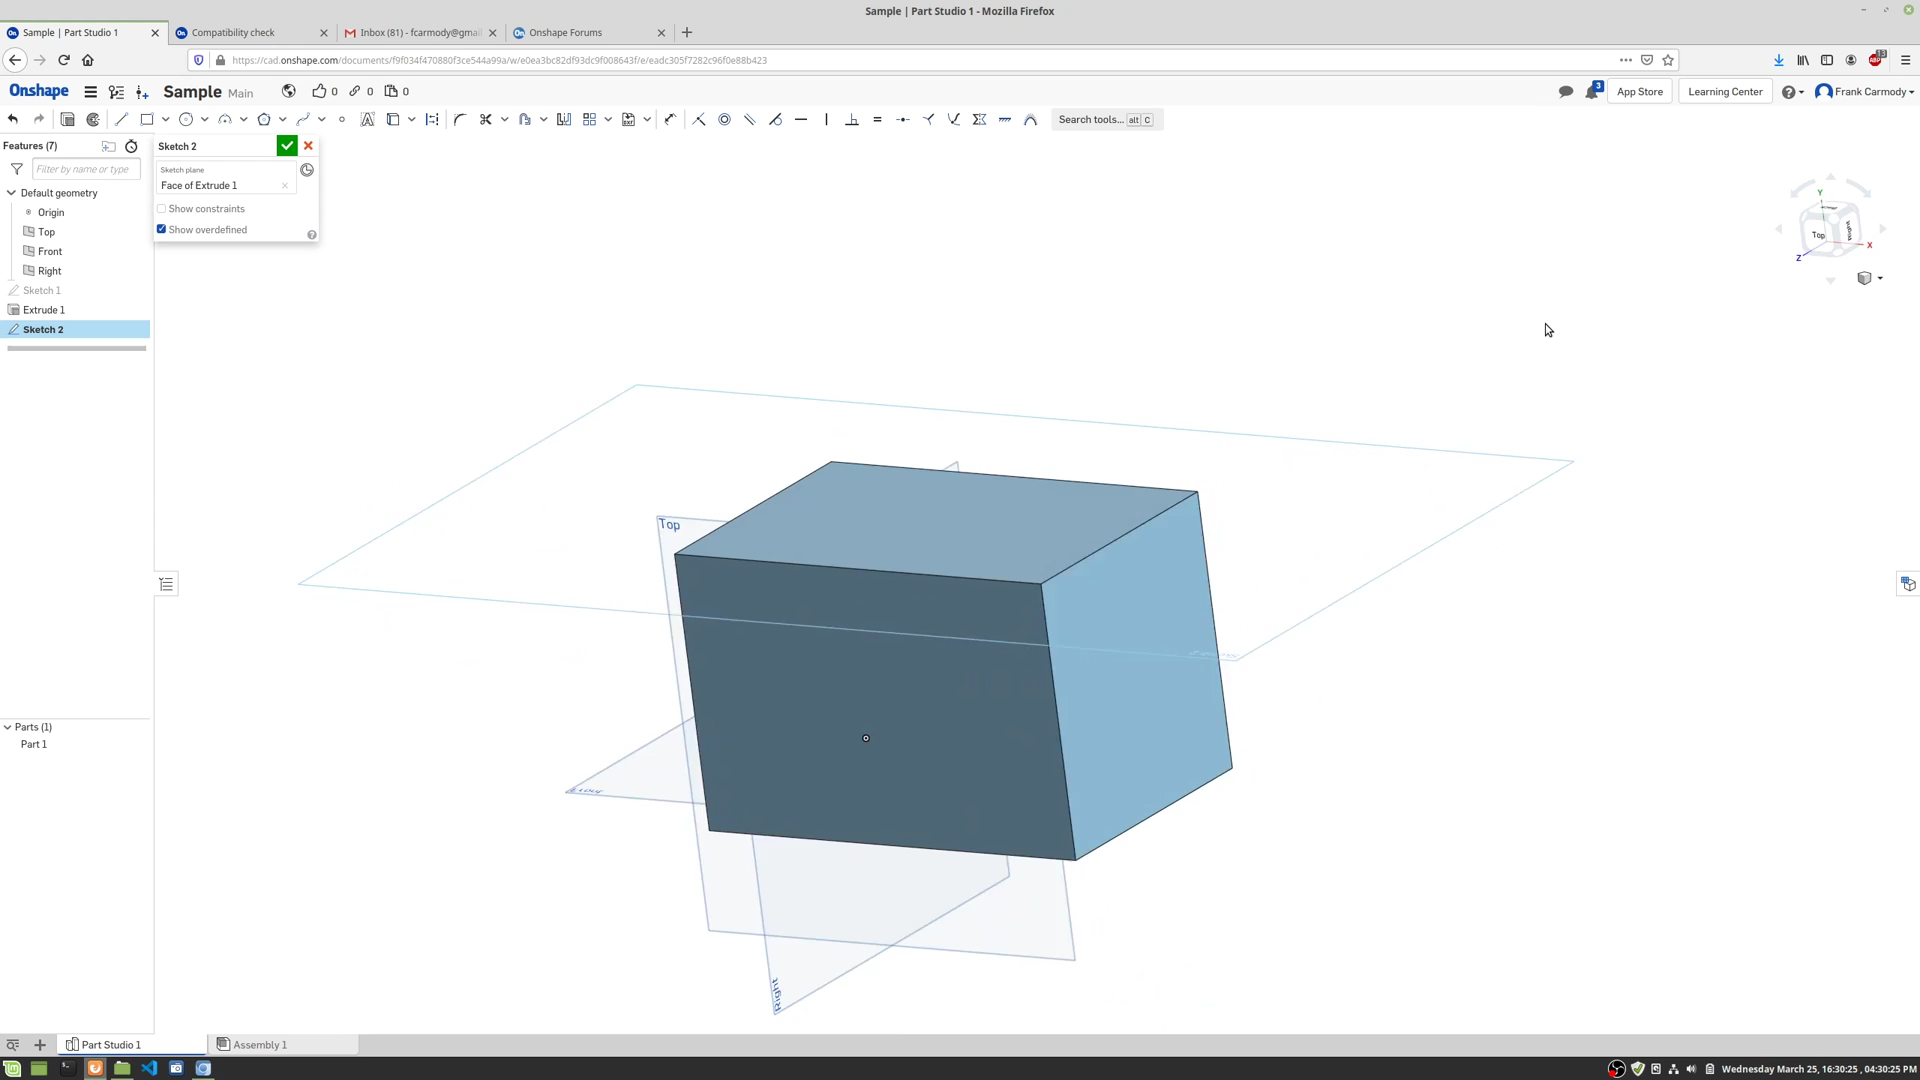 Sample | Part Studio 1 - Mozilla Firefox
Sample | Part Studio 1
Compatibility check
Inbox (81) - fcarmody@gmai
Onshape Forums
https://cad.onshape.com/documents/f9f034f470880f3ce544a99a/w/e0ea3bc82df93dc9f008643f/e/eadc305f7282c96f0e88b423
Onshape
Sample Main
0
0
0
3
App Store
Learning Center
Frank Carmody
Search tools... alt C
Features (7)
Filter by name or type
Default geometry
Origin
Top
Front
Right
Sketch 1
Extrude 1
Sketch 2
Sketch 2
Sketch plane
Face of Extrude 1
Show constraints
Show overdefined
Y
Top
X
Z
Top
Front
Right
Parts (1)
Part 1
Part Studio 1
Assembly 1
Wednesday March 25, 16:30:25 , 04:30:25 PM